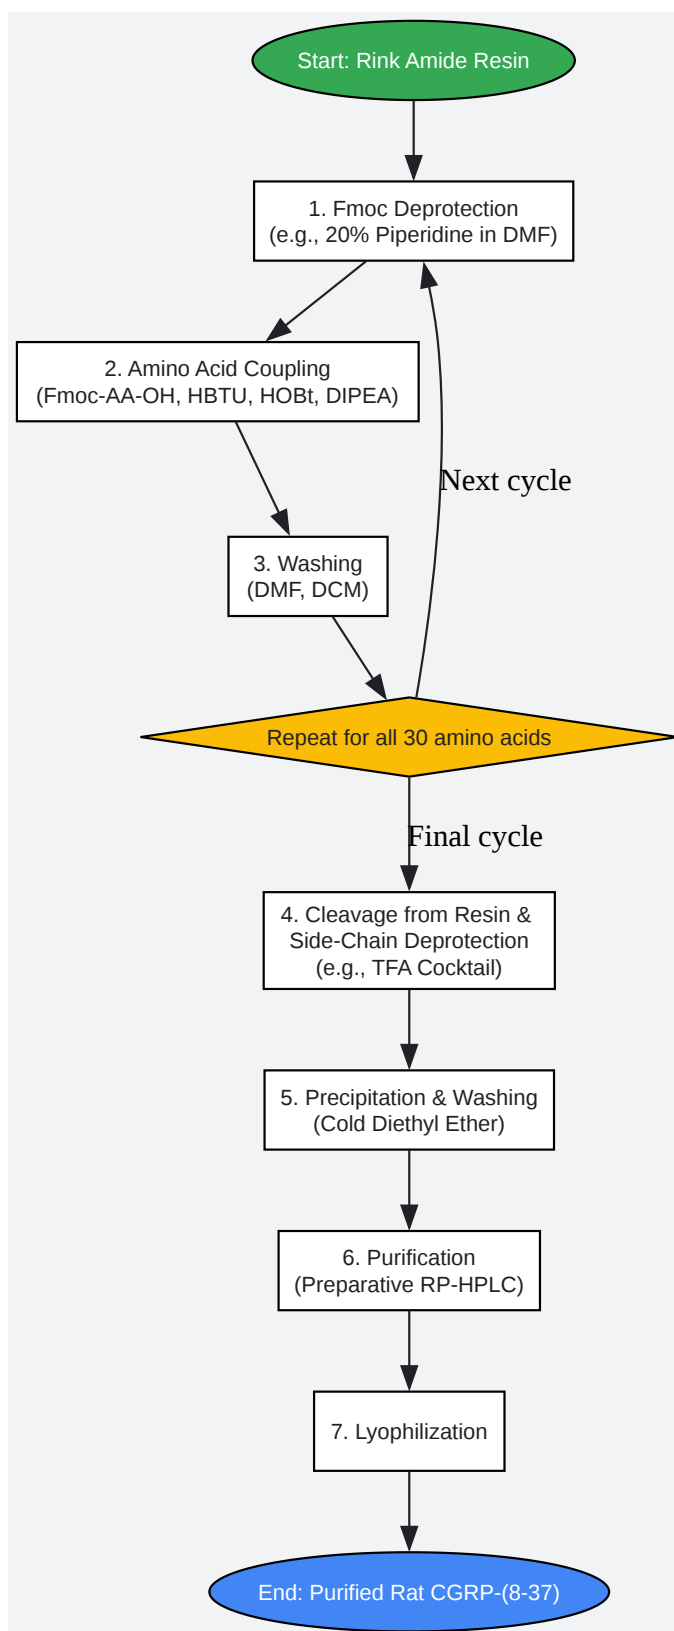 Start: Rink Amide Resin
1. Fmoc Deprotection
(e.g., 20% Piperidine in DMF)
2. Amino Acid Coupling
(Fmoc-AA-OH, HBTU, HOBt, DIPEA)
Next cycle
3. Washing
(DMF, DCM)
Repeat for all 30 amino acids
Final cycle
4. Cleavage from Resin &
Side-Chain Deprotection
(e.g., TFA Cocktail)
5. Precipitation & Washing
(Cold Diethyl Ether)
6. Purification
(Preparative RP-HPLC)
7. Lyophilization
End: Purified Rat CGRP-(8-37)